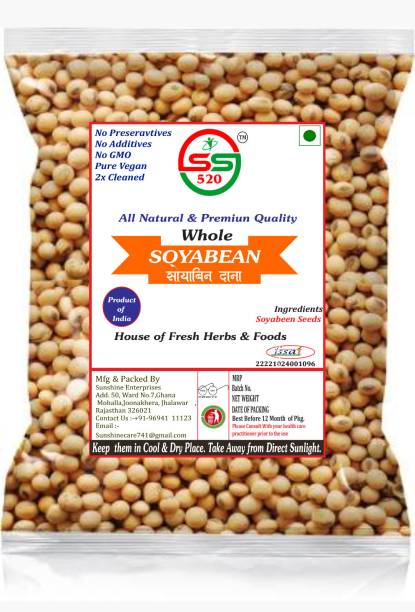 No Preseravtives
No Additives
No GMO
Pure Vegan
2x Cleaned
SS
520
TM
All Natural & Premiun Quality
Whole
SOYABEAN
सोयाबिन दाना
Product
of
India
Ingredients
Soyabeen Seeds
House of Fresh Herbs & Foods
fssai
22221024001096
Mfg & Packed By
Sunshine Enterprises
Add. 50, Ward No.7,Ghana
Mohalla,Joonakhera, Jhalawar
Rajasthan 326021
Contact Us :-+91-96941 11123
Email :-
Sunshinecare741@gmail.com
MRP
Batch No.
NET WEIGHT
DATE OF PACKING
Best Before 12 Month of Pkg.
Please Consult With your health care
practitioner prior to the use
Keep them in Cool & Dry Place. Take Away from Direct Sunlight.